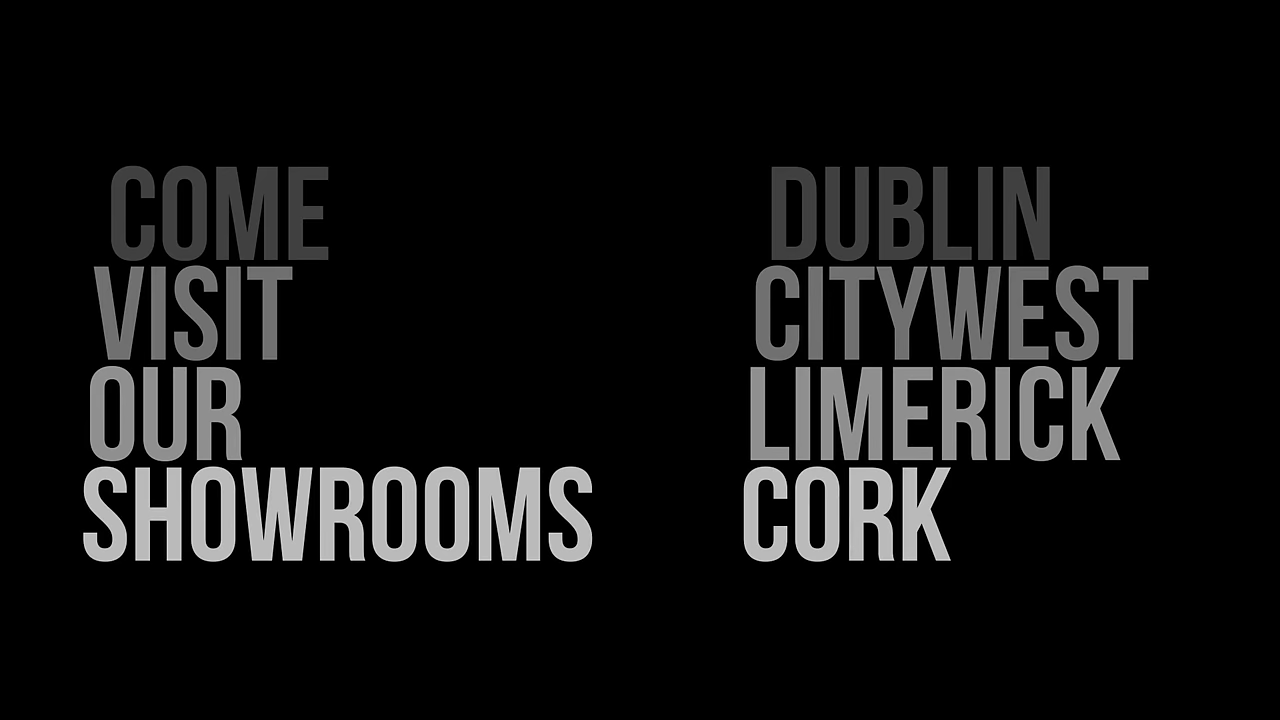 COME
VISIT
OUR
SHOWROOMS
DUBLIN
CITYWEST
LIMERICK
CORK